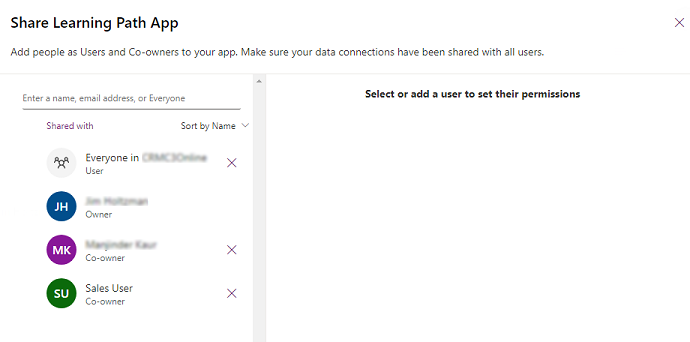 Share Learning Path App
Add people as Users and Co-owners to your app. Make sure your data connections have been shared with all users.
Enter a name, email address, or Everyone
Select or add a user to set their permissions
Shared with
Sort by Name
Everyone in
User
JH
Owner
MK
Co-owner
SU
Sales User
Co-owner